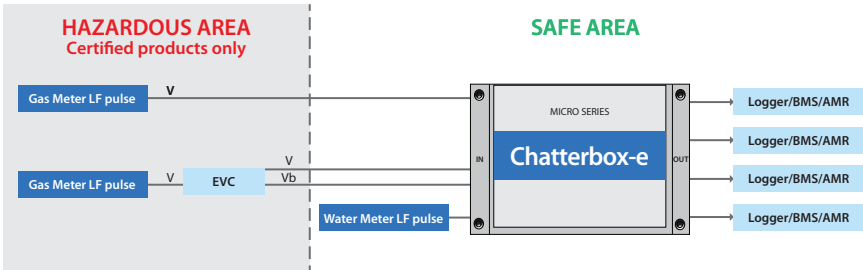 HAZARDOUS AREA
Certified products only
SAFE AREA
Gas Meter LF pulse
V
MICRO SERIES
IN
Chatterbox-e
OUT
Logger/BMS/AMR
Logger/BMS/AMR
Gas Meter LF pulse
V
EVC
V
Vb
Logger/BMS/AMR
Water Meter LF pulse
Logger/BMS/AMR